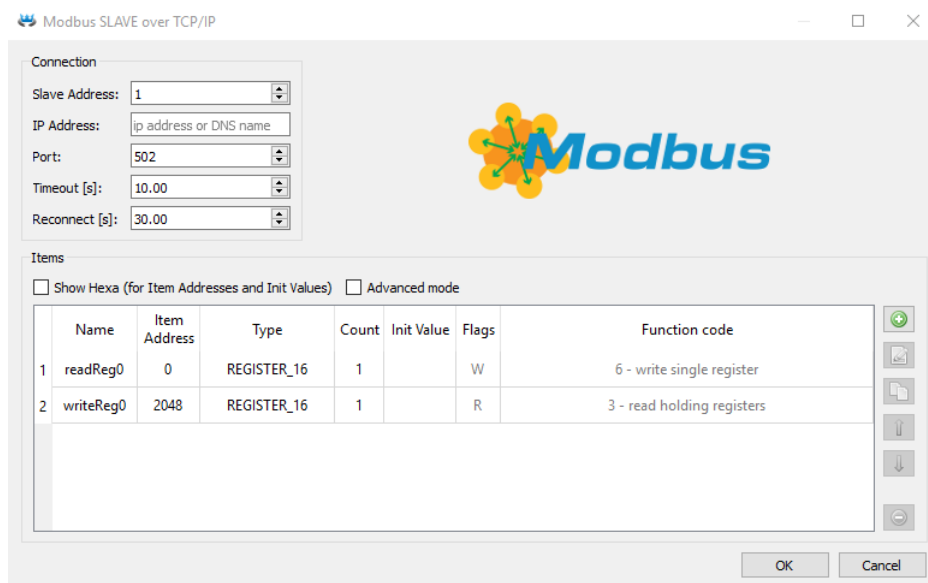 Modbus SLAVE over TCP/IP
Connection
Slave Address: 1
IP Address: ip address or DNS name
Port: 502
Timeout [s]: 10.00
Reconnect [s]: 30.00
Modbus
Items
Show Hexa (for Item Addresses and Init Values) Advanced mode
Name Item Address Type Count Init Value Flags Function code
1 readReg0 0 REGISTER_16 1 W 6 - write single register
2 writeReg0 2048 REGISTER_16 1 R 3 - read holding registers
OK Cancel